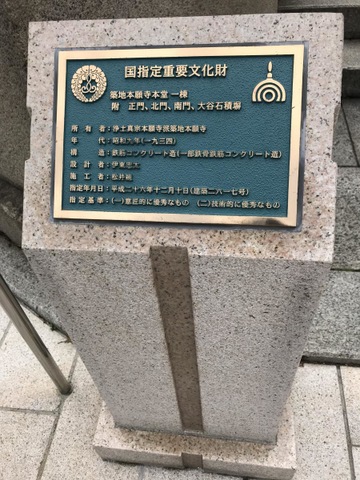 国指定重要文化財
築地本願寺本堂 一棟
附 正門、北門、南門、大谷石積塀
所有者：浄土真宗本願寺派築地本願寺
年代：昭和九年（一九三四）
構造：鉄筋コンクリート造（一部鉄骨鉄筋コンクリート造）
設計者：伊東忠太
施工者：松井組
指定年月日：平成二十六年十二月十日（建築二六一七号）
指定基準：（一）意匠的に優秀なもの （二）技術的に優秀なもの